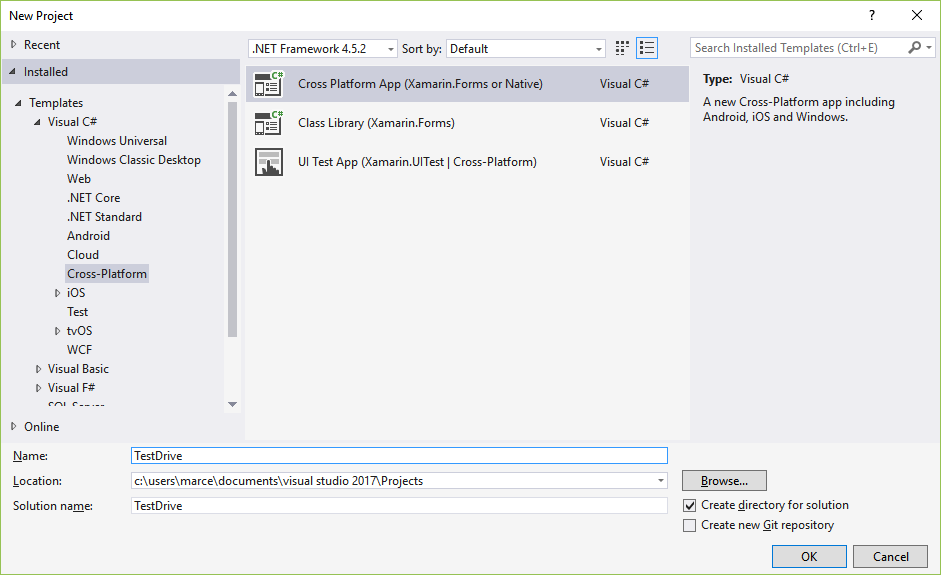 New Project
?
Recent
Installed
Templates
Visual C#
Windows Universal
Windows Classic Desktop
Web
.NET Core
.NET Standard
Android
Cloud
Cross-Platform
iOS
Test
tvOS
WCF
Visual Basic
Visual F#
SQL Server
Online
.NET Framework 4.5.2 Sort by: Default
Cross Platform App (Xamarin.Forms or Native) Visual C#
Class Library (Xamarin.Forms) Visual C#
UI Test App (Xamarin.UITest | Cross-Platform) Visual C#
Search Installed Templates (Ctrl+E)
Type: Visual C#
A new Cross-Platform app including
Android, iOS and Windows.
Name: TestDrive
Location: c:\users\marce\documents\visual studio 2017\Projects
Solution name: TestDrive
Browse...
Create directory for solution
Create new Git repository
OK Cancel